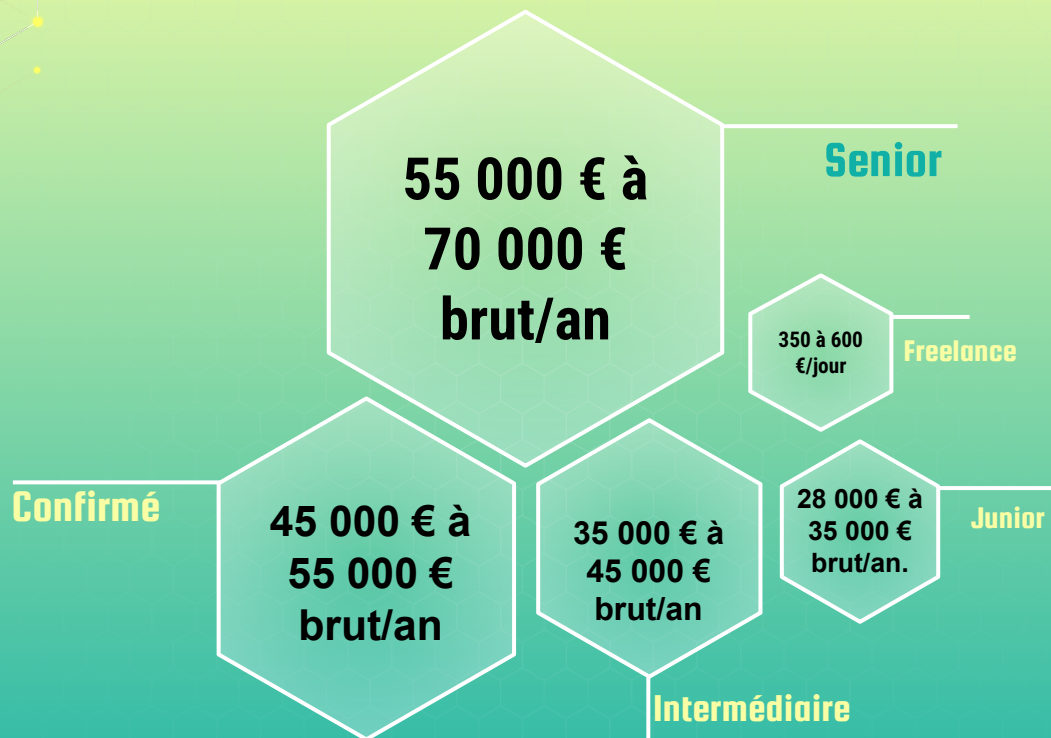 55 000 € à
70 000 €
brut/an
Senior
350 à 600
€/jour
Freelance
Confirmé
45 000 € à
55 000 €
brut/an
35 000 € à
45 000 €
brut/an
Intermédiaire
28 000 € à
35 000 €
brut/an.
Junior